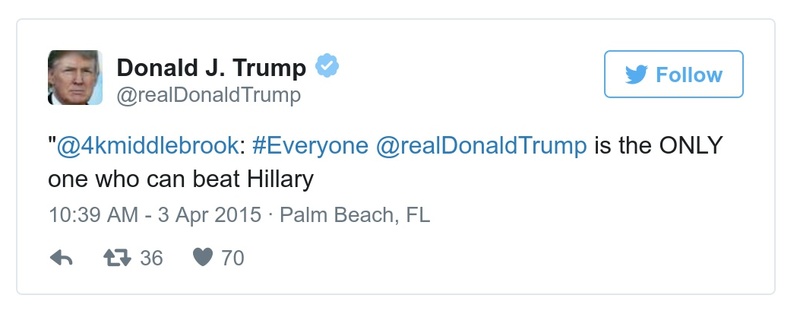 Donald J. Trump
@realDonaldTrump
Follow
"@4kmiddlebrook: #Everyone @realDonaldTrump is the ONLY
one who can beat Hillary
10:39 AM - 3 Apr 2015 · Palm Beach, FL
36 70